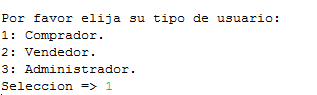 Por favor elija su tipo de usuario:
1: Comprador.
2: Vendedor.
3: Administrador.
Seleccion => 1